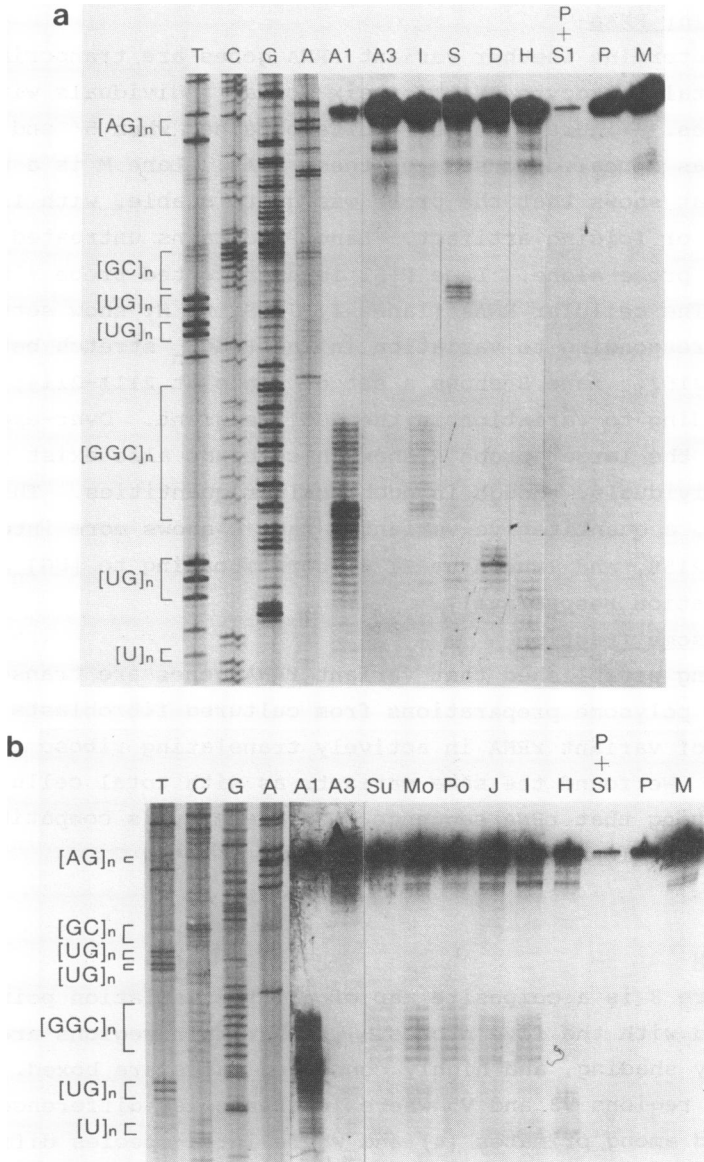 a
P
+
T C G A A1 A3 I S D H S1 P M
[AG]n
[GC]n
[UG]n
[UG]n
[GGC]n
[UG]n
[U]n
b
P
+
T C G A A1 A3 Su Mo Po J I H SI P M
[AG]n
[GC]n
[UG]n
[UG]n
[GGC]n
[UG]n
[U]n